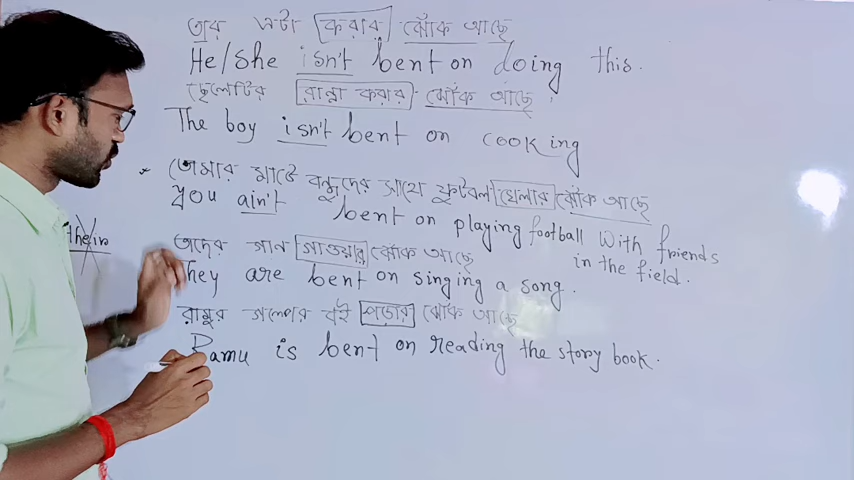 তার এটা করার ঝোঁক আছে
He/she isn't bent on doing this.
ছেলেটির রান্না করার ঝোঁক আছে
The boy isn't bent on cooking
* তোমার মাঠে বন্ধুদের সাথে ফুটবল খেলার ঝোঁক আছে
You ain't bent on playing football with friends
in the field.
their
তাদের গান গাওয়ার ঝোঁক আছে
They are bent on singing a song.
রামুর গল্পের বই পড়ার ঝোঁক আছে
Ramu is bent on reading the story book.